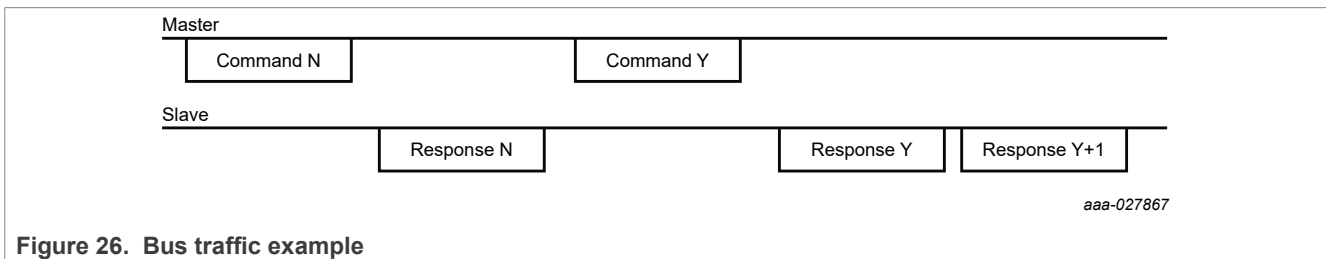 Master
Command N
Command Y
Slave
Response N
Response Y
Response Y+1
aaa-027867
Figure 26. Bus traffic example